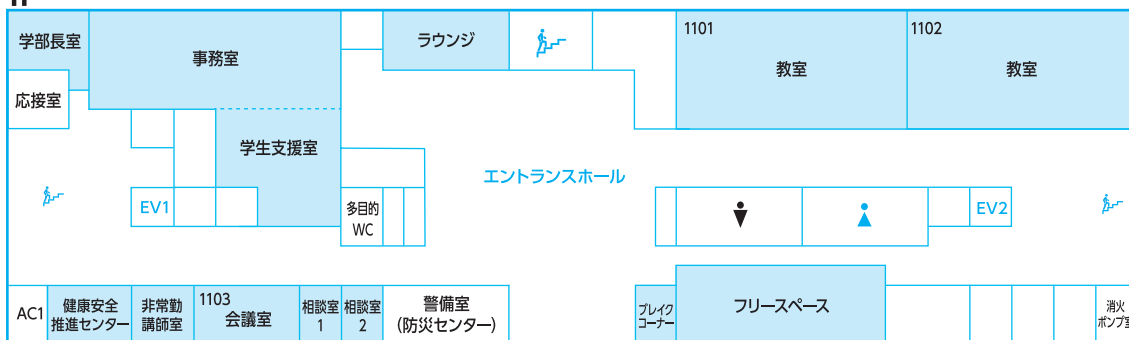 学部長室
事務室
ラウンジ
1101
教室
1102
教室
応接室
学生支援室
エントランスホール
EV1
多目的
WC
EV2
AC1
健康安全
推進センター
非常勤
講師室
1103
会議室
相談室
1
相談室
2
警備室
(防災センター)
ブレイク
コーナー
フリースペース
消火
ポンプ室